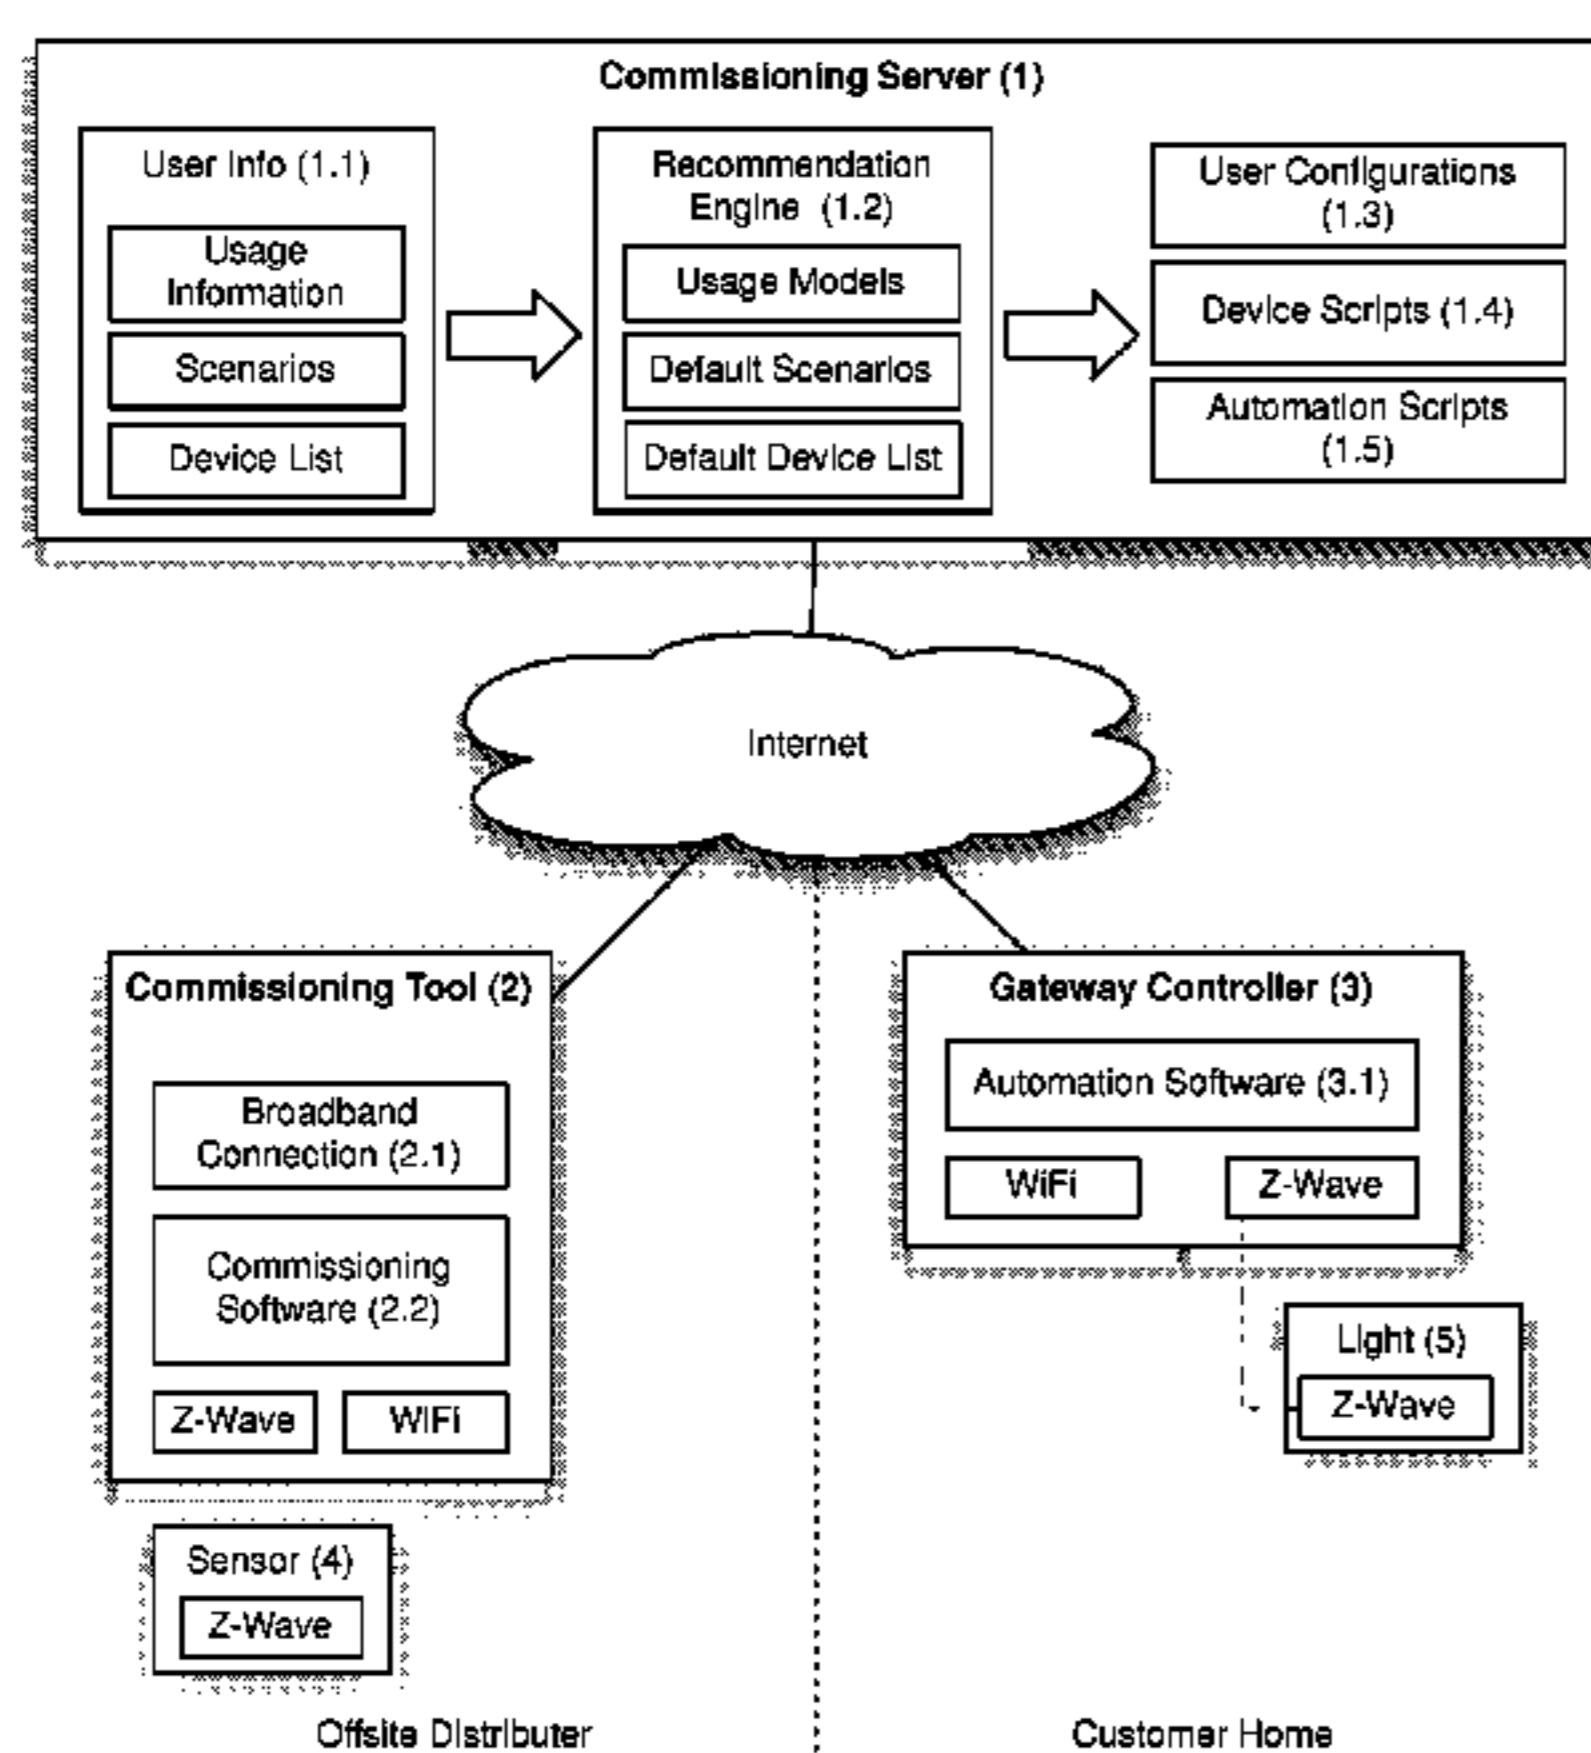 Commissioning Server (1)
User Info (1.1)
Usage
Information
Scenarios
Device List
Recommendation
Engine (1.2)
Usage Models
Default Scenarios
Default Device List
User Configurations
(1.3)
Device Scripts (1.4)
Automation Scripts
(1.5)
Internet
Commissioning Tool (2)
Broadband
Connection (2.1)
Commissioning
Software (2.2)
Z-Wave
WiFi
Sensor (4)
Z-Wave
Offsite Distributer
Gateway Controller (3)
Automation Software (3.1)
WiFi
Z-Wave
Light (5)
Z-Wave
Customer Home